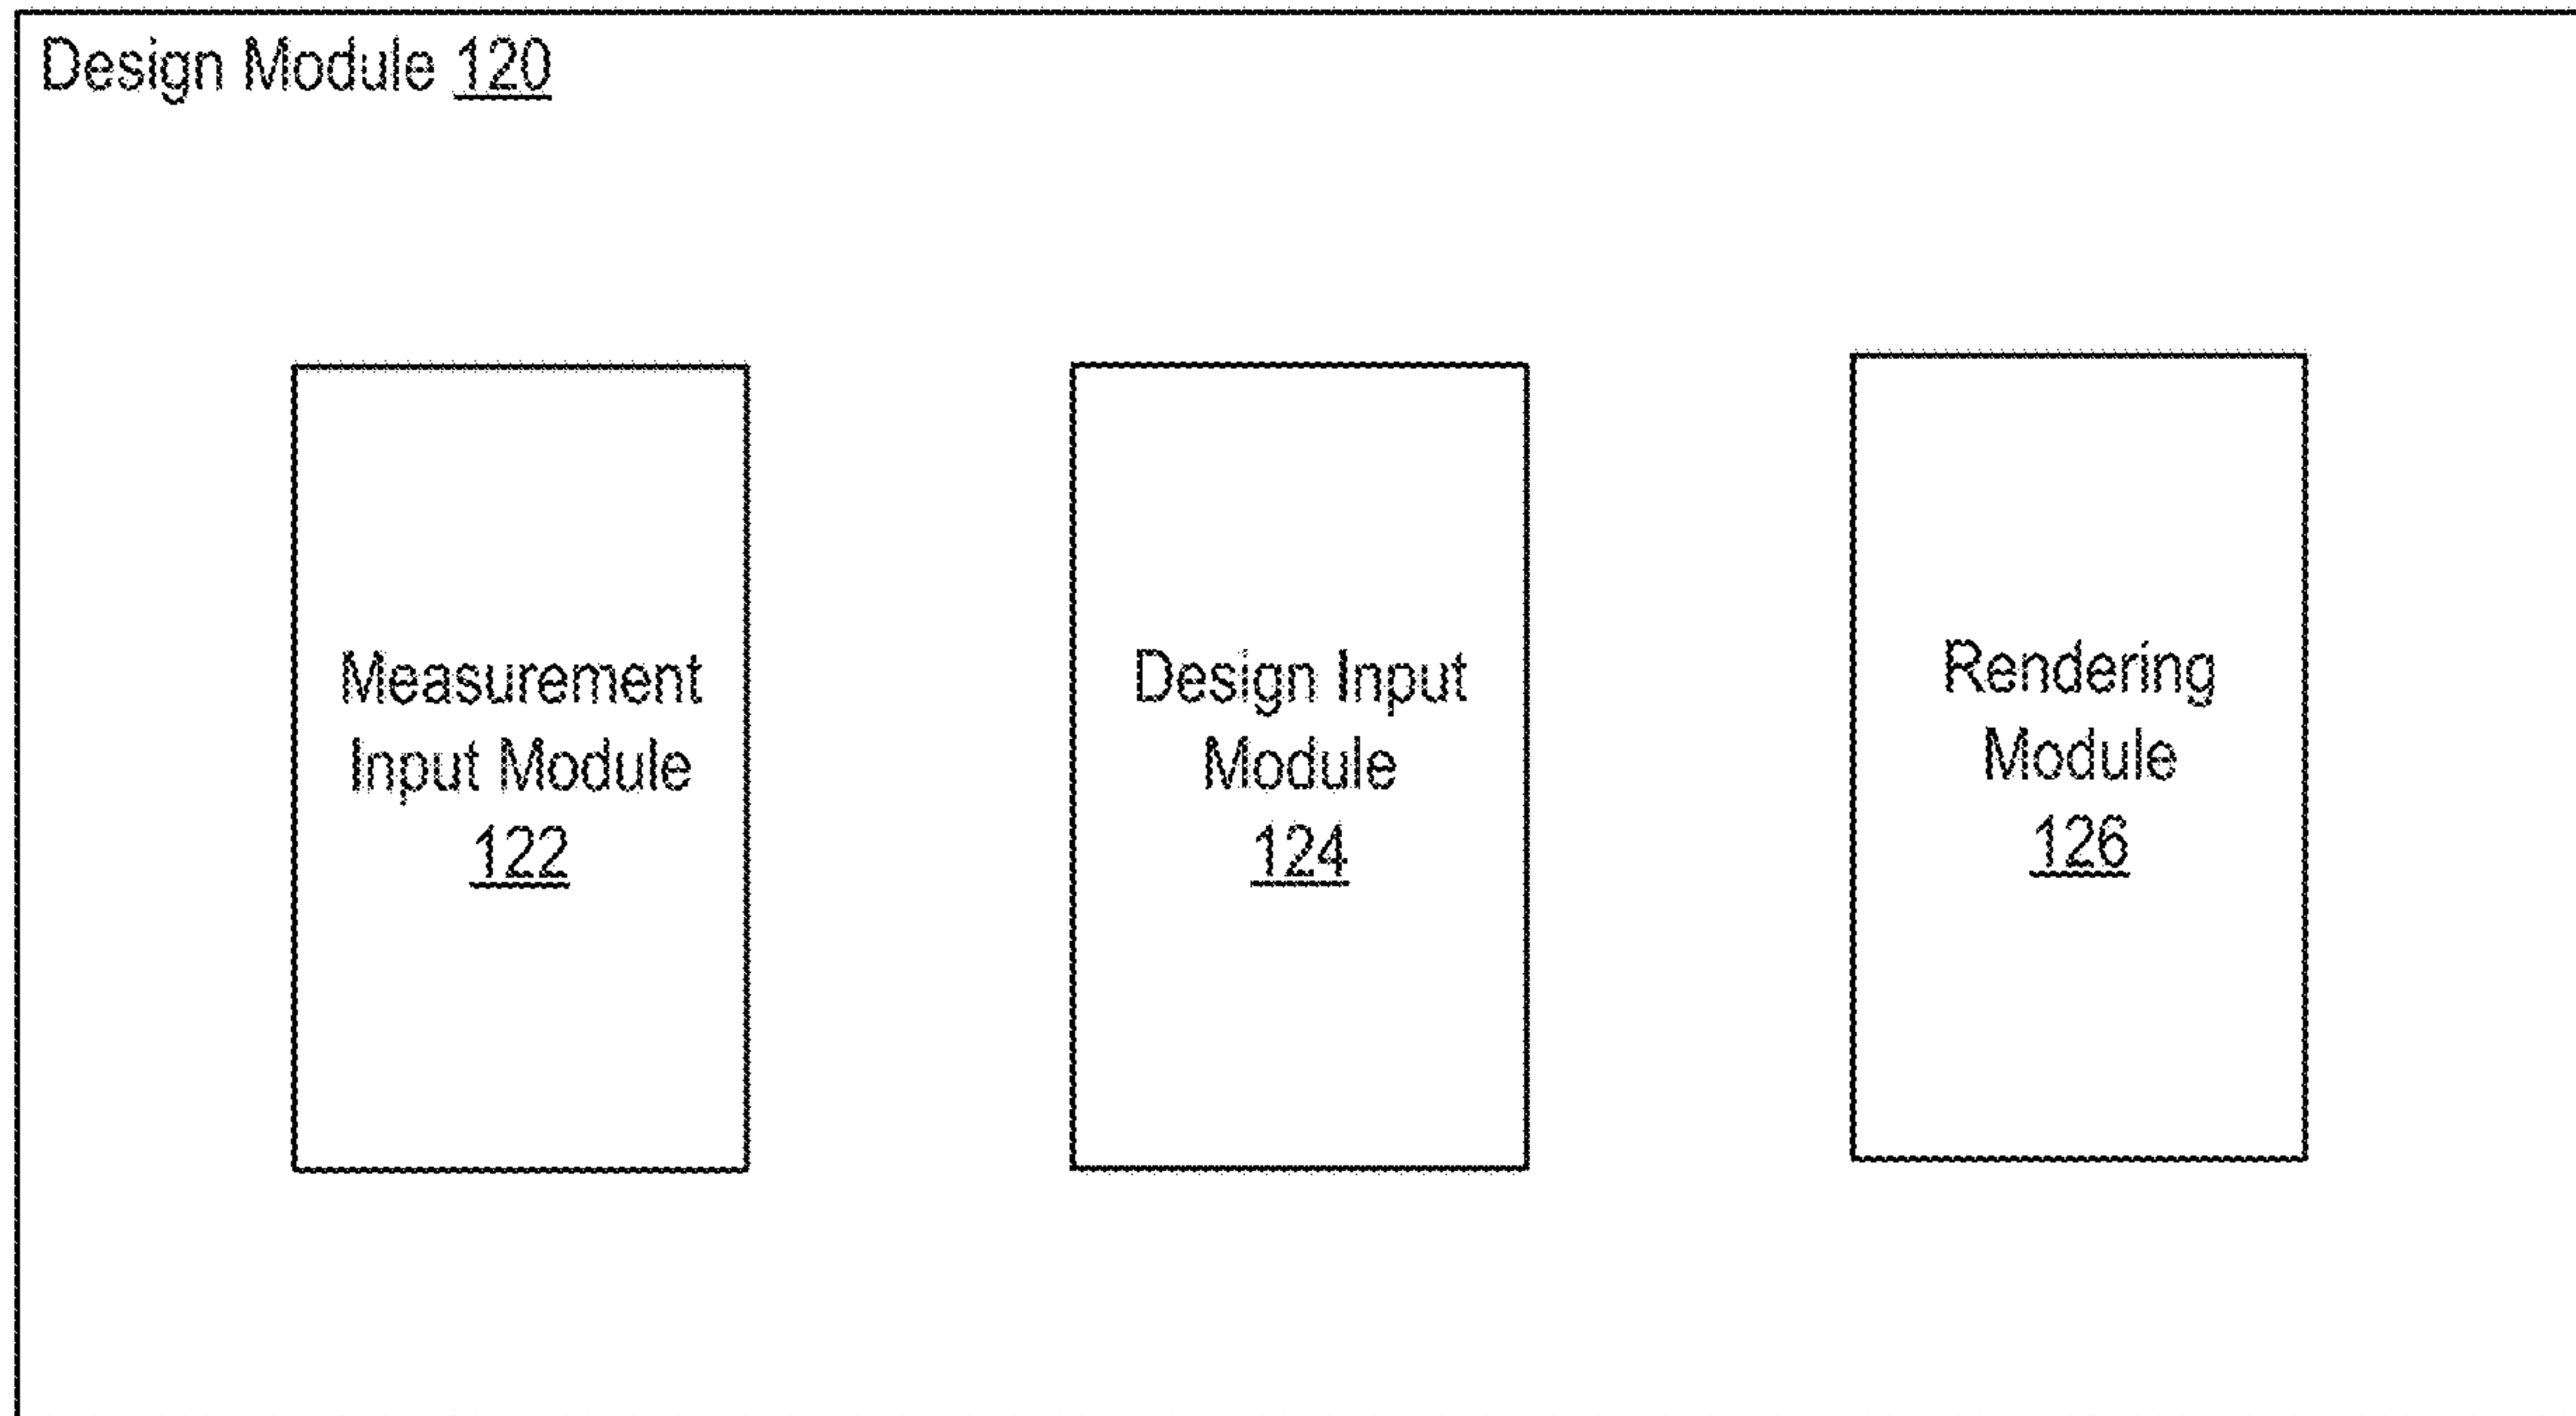 Design Module 120
Measurement
Input Module
122
Design Input
Module
124
Rendering
Module
126